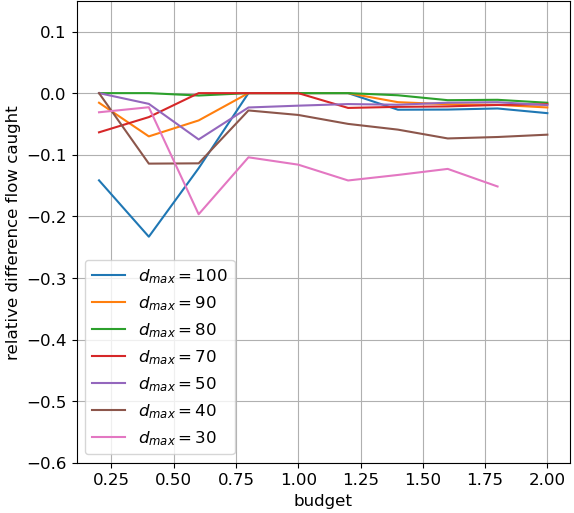 0.1
0.0
−0.1
−0.2
−0.3
−0.4
−0.5
−0.6
relative difference flow caught
d_max = 100
d_max = 90
d_max = 80
d_max = 70
d_max = 50
d_max = 40
d_max = 30
0.25 0.50 0.75 1.00 1.25 1.50 1.75 2.00
budget